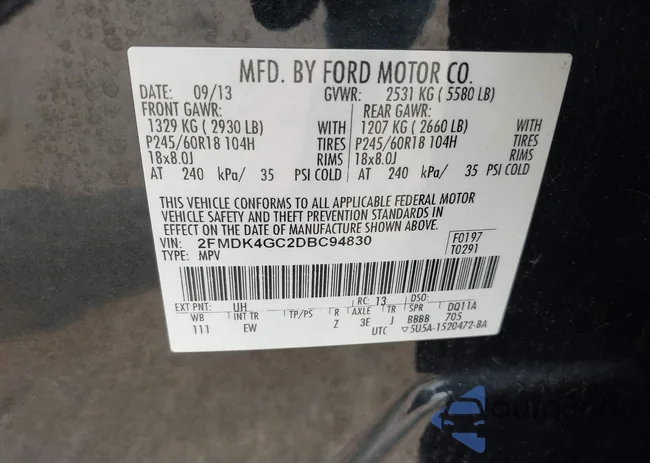 MFD. BY FORD MOTOR CO.
DATE: 09/13 GVWR: 2531 KG ( 5580 LB)
FRONT GAWR: REAR GAWR:
1329 KG ( 2930 LB) WITH 1207 KG ( 2660 LB) WITH
P245/60R18 104H TIRES P245/60R18 104H TIRES
18x8.0J RIMS 18x8.0J RIMS
AT 240 kPa/ 35 PSI COLD AT 240 kPa/ 35 PSI COLD
THIS VEHICLE CONFORMS TO ALL APPLICABLE FEDERAL MOTOR
VEHICLE SAFETY AND THEFT PREVENTION STANDARDS IN
EFFECT ON THE DATE OF MANUFACTURE SHOWN ABOVE.
VIN: 2FMDK4GC2DBC94830 F0197
TYPE: MPV T0291
EXT PNT: UH RC: 13 DSO:
WB INT TR TP/PS R AXLE TR SPR DQ11A
111 EW Z 3E J BBBB 705
UTC ▽5U5A-1520472-BA